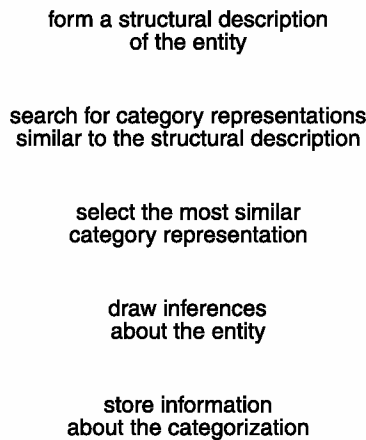 form a structural description
of the entity
search for category representations
similar to the structural description
select the most similar
category representation
draw inferences
about the entity
store information
about the categorization